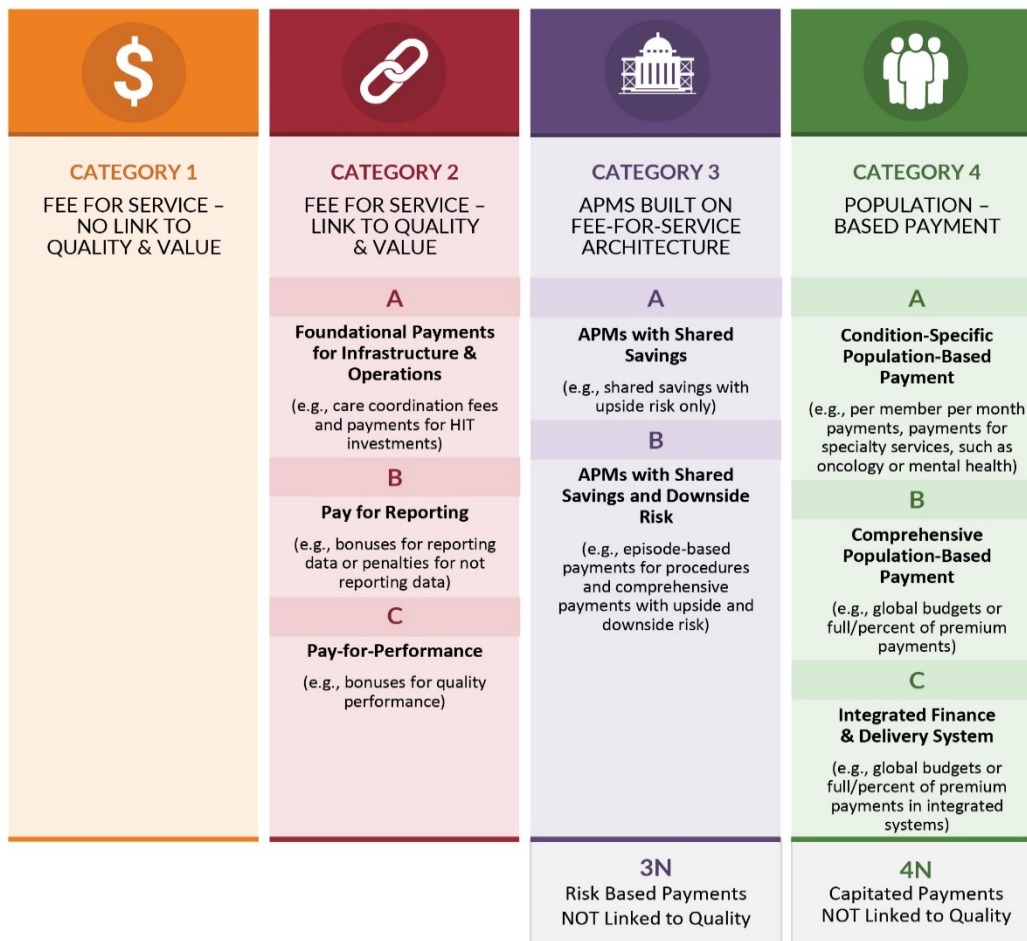 $
CATEGORY 1
FEE FOR SERVICE –
NO LINK TO
QUALITY & VALUE
CATEGORY 2
FEE FOR SERVICE –
LINK TO QUALITY
& VALUE
A
Foundational Payments
for Infrastructure &
Operations
(e.g., care coordination fees
and payments for HIT
investments)
B
Pay for Reporting
(e.g., bonuses for reporting
data or penalties for not
reporting data)
C
Pay-for-Performance
(e.g., bonuses for quality
performance)
CATEGORY 3
APMS BUILT ON
FEE-FOR-SERVICE
ARCHITECTURE
A
APMs with Shared
Savings
(e.g., shared savings with
upside risk only)
B
APMs with Shared
Savings and Downside
Risk
(e.g., episode-based
payments for procedures
and comprehensive
payments with upside and
downside risk)
3N
Risk Based Payments
NOT Linked to Quality
CATEGORY 4
POPULATION –
BASED PAYMENT
A
Condition-Specific
Population-Based
Payment
(e.g., per member per month
payments, payments for
specialty services, such as
oncology or mental health)
B
Comprehensive
Population-Based
Payment
(e.g., global budgets or
full/percent of premium
payments)
C
Integrated Finance
& Delivery System
(e.g., global budgets or
full/percent of premium
payments in integrated
systems)
4N
Capitated Payments
NOT Linked to Quality